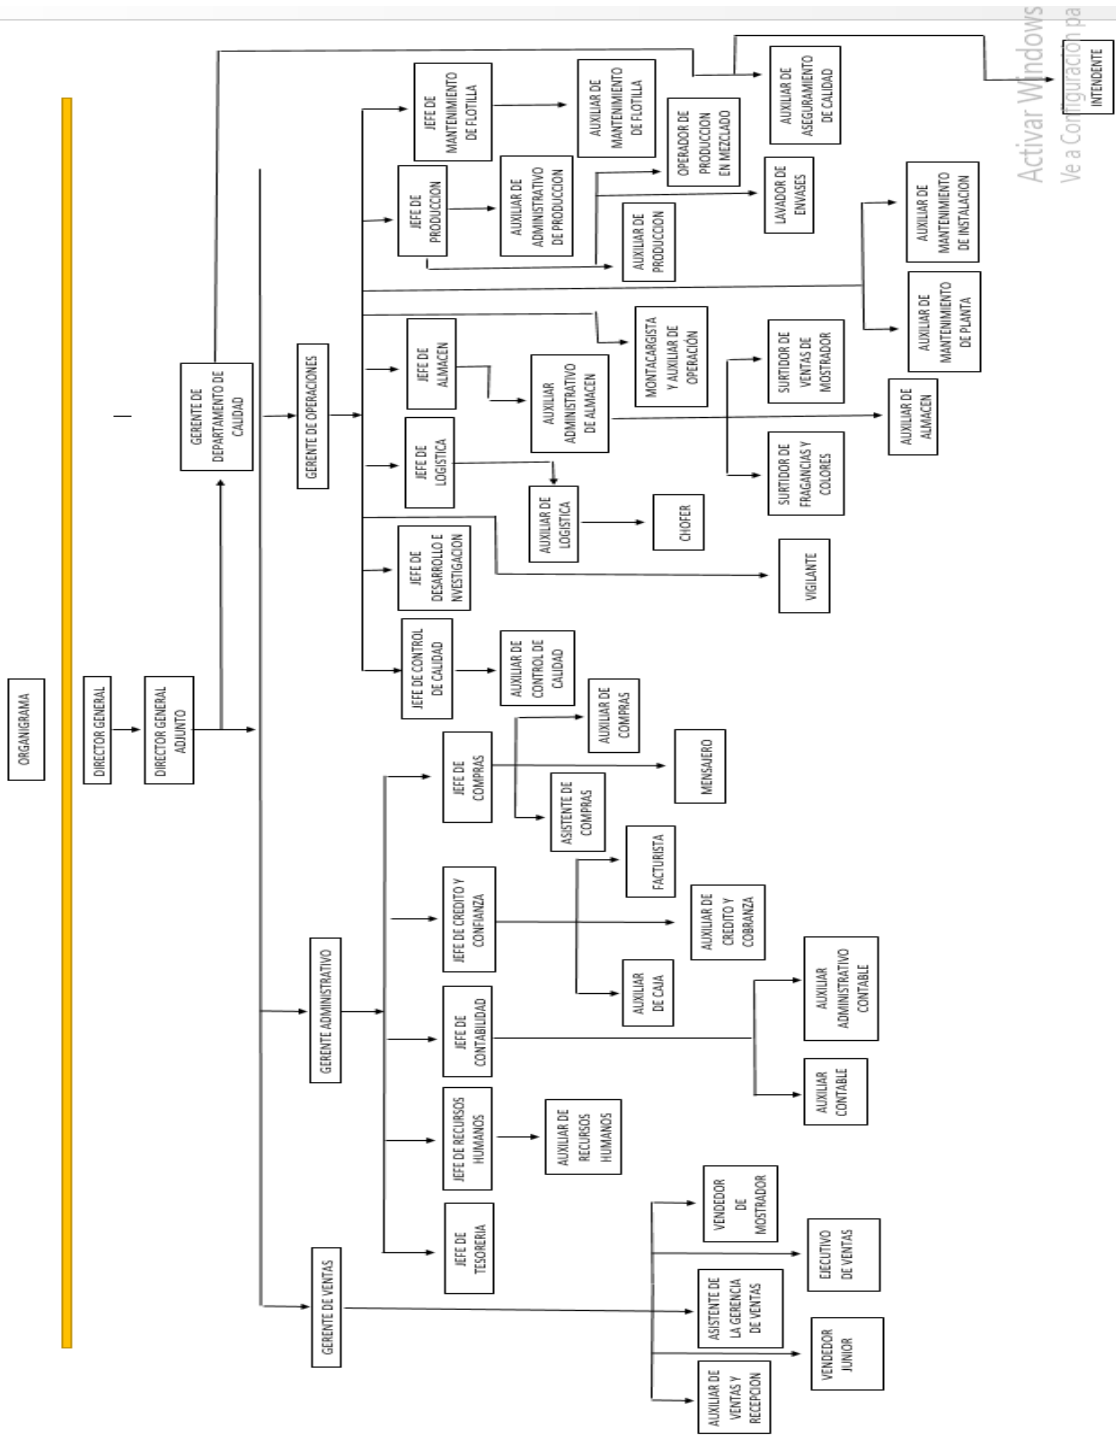 ORGANIGRAMA
DIRECTOR GENERAL
DIRECTOR GENERAL
ADJUNTO
GERENTE DE
DEPARTAMENTO DE
CALIDAD
GERENTE DE VENTAS
GERENTE ADMINISTRATIVO
GERENTE DE OPERACIONES
JEFE DE
TESORERIA
JEFE DE RECURSOS
HUMANOS
JEFE DE
CONTABILIDAD
JEFE DE CREDITO Y
CONFIANZA
JEFE DE
COMPRAS
JEFE DE CONTROL
DE CALIDAD
JEFE DE
DESARROLLO E
NVESTIGACION
JEFE DE
LOGISTICA
JEFE DE
ALMACEN
JEFE DE
PRODUCCION
JEFE DE
MANTENIMIENTO
DE FLOTILLA
AUXILIAR DE
RECURSOS
HUMANOS
ASISTENTE DE
COMPRAS
AUXILIAR DE
COMPRAS
AUXILIAR DE
CONTROL DE
CALIDAD
AUXILIAR DE
LOGISTICA
AUXILIAR
ADMINISTRATIVO
DE ALMACEN
AUXILIAR DE
ADMINISTRATIVO
DE PRODUCCION
AUXILIAR DE
MANTENIMIENTO
DE FLOTILLA
AUXILIAR
DE CAJA
FACTURISTA
MENSAJERO
CHOFER
MONTACARGISTA
Y AUXILIAR DE
OPERACIÓN
AUXILIAR DE
PRODUCCION
OPERADOR DE
PRODUCCION
EN MEZCLADO
AUXILIAR DE
VENTAS Y
RECEPCION
ASISTENTE DE
LA GERENCIA
DE VENTAS
VENDEDOR
DE
MOSTRADOR
AUXILIAR DE
CREDITO Y
COBRANZA
VENDEDOR
JUNIOR
EJECUTIVO
DE VENTAS
AUXILIAR
CONTABLE
AUXILIAR
ADMINISTRATIVO
CONTABLE
VIGILANTE
SURTIDOR DE
FRAGANCIAS Y
COLORES
SURTIDOR DE
VENTAS DE
MOSTRADOR
LAVADOR DE
ENVASES
AUXILIAR DE
ASEGURAMIENTO
DE CALIDAD
AUXILIAR DE
ALMACEN
AUXILIAR DE
MANTENIMIENTO
DE PLANTA
AUXILIAR DE
MANTENIMIENTO
DE INSTALACION
INTENDENTE
Activar Windows
Ve a Configuración pa